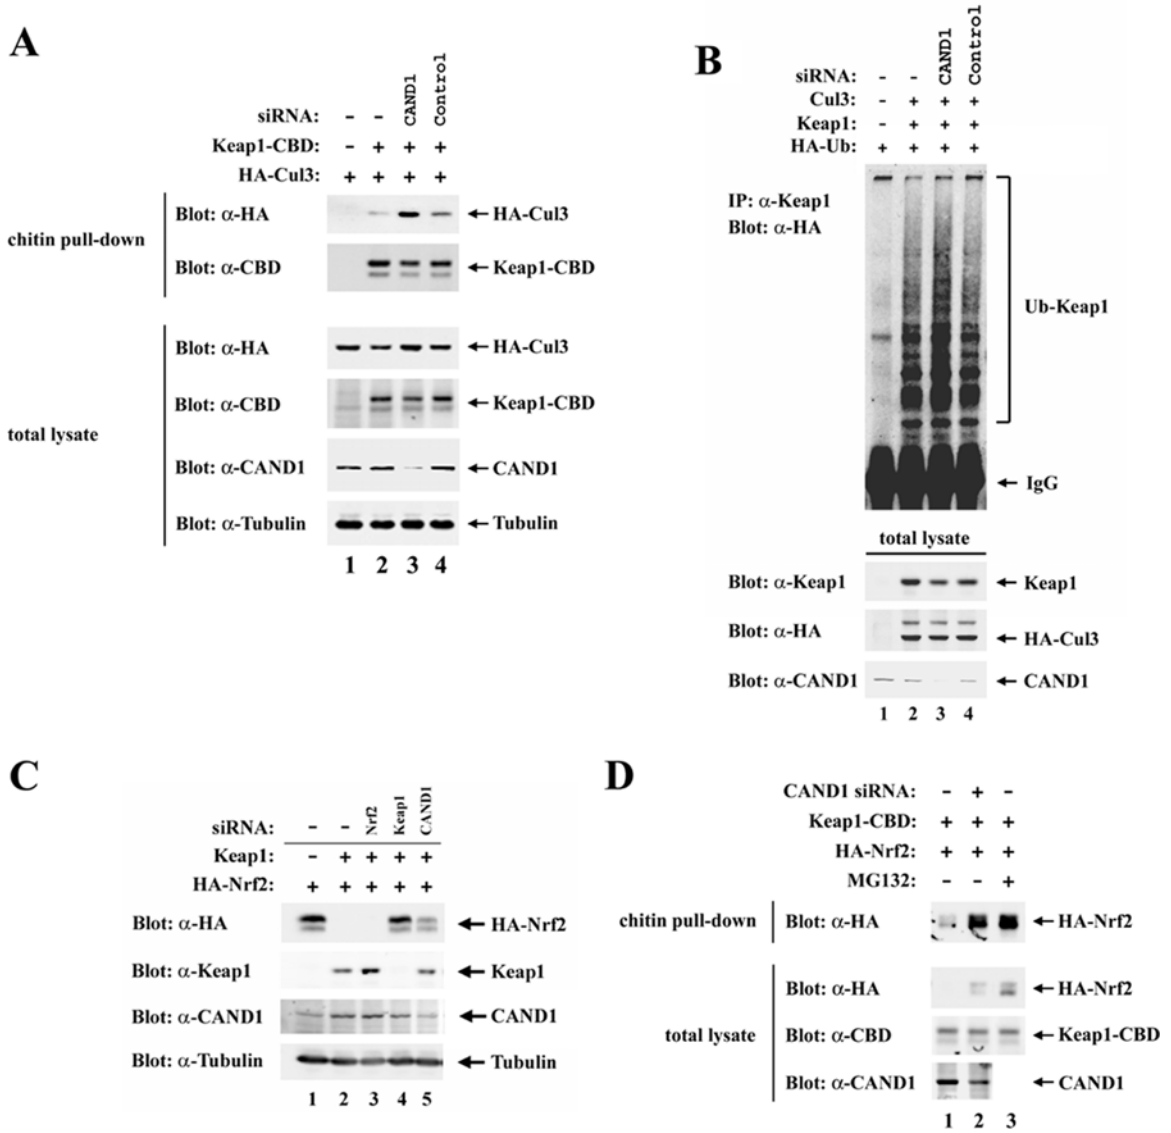 A
siRNA: - - CAND1 Control
Keap1-CBD: - + + +
HA-Cul3: + + + +
chitin pull-down
Blot: α-HA ← HA-Cul3
Blot: α-CBD ← Keap1-CBD
total lysate
Blot: α-HA ← HA-Cul3
Blot: α-CBD ← Keap1-CBD
Blot: α-CAND1 ← CAND1
Blot: α-Tubulin ← Tubulin
1 2 3 4
B
siRNA: - - CAND1 Control
Cul3: - + + +
Keap1: - + + +
HA-Ub: + + + +
IP: α-Keap1
Blot: α-HA
Ub-Keap1
← IgG
total lysate
Blot: α-Keap1 ← Keap1
Blot: α-HA ← HA-Cul3
Blot: α-CAND1 ← CAND1
1 2 3 4
C
siRNA: - - Nrf2 Keap1 CAND1
Keap1: - + + + +
HA-Nrf2: + + + + +
Blot: α-HA ← HA-Nrf2
Blot: α-Keap1 ← Keap1
Blot: α-CAND1 ← CAND1
Blot: α-Tubulin ← Tubulin
1 2 3 4 5
D
CAND1 siRNA: - + -
Keap1-CBD: + + +
HA-Nrf2: + + +
MG132: - - +
chitin pull-down Blot: α-HA ← HA-Nrf2
total lysate
Blot: α-HA ← HA-Nrf2
Blot: α-CBD ← Keap1-CBD
Blot: α-CAND1 ← CAND1
1 2 3